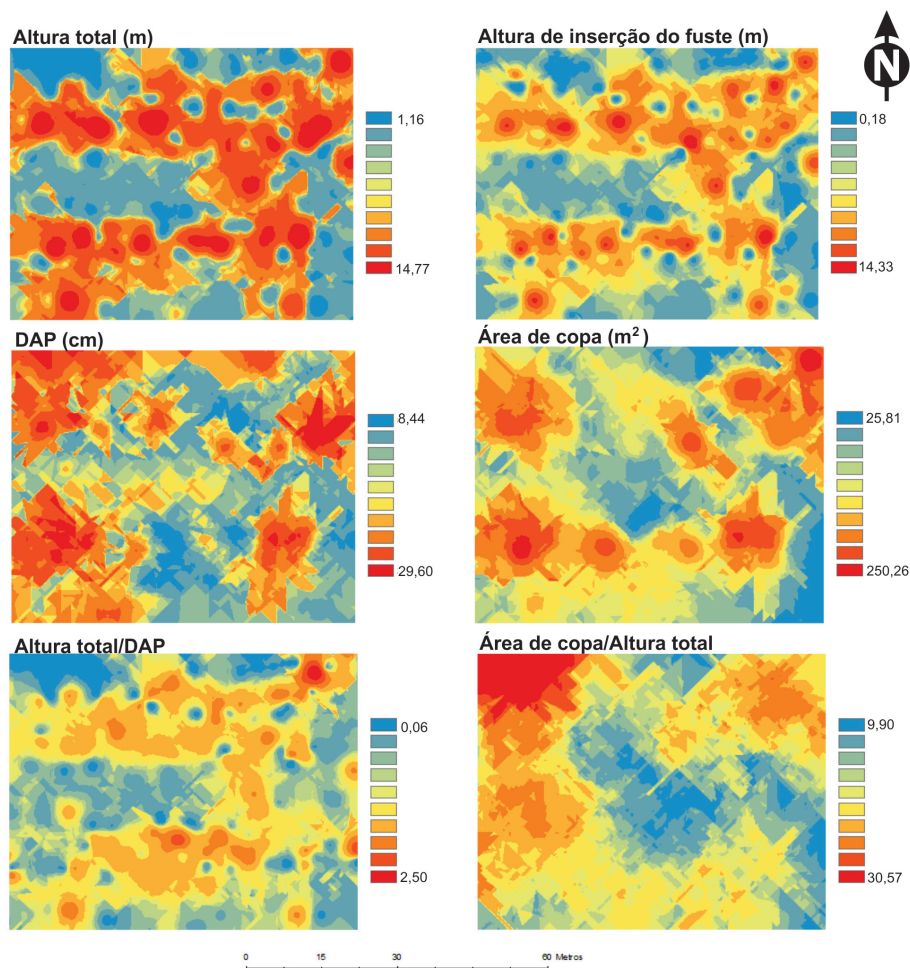 Altura total (m)
Altura de inserção do fuste (m)
N
1,16
14,77
0,18
14,33
DAP (cm)
Área de copa (m²)
8,44
29,60
25,81
250,26
Altura total/DAP
Área de copa/Altura total
0,06
2,50
9,90
30,57
0 15 30 60 Metros